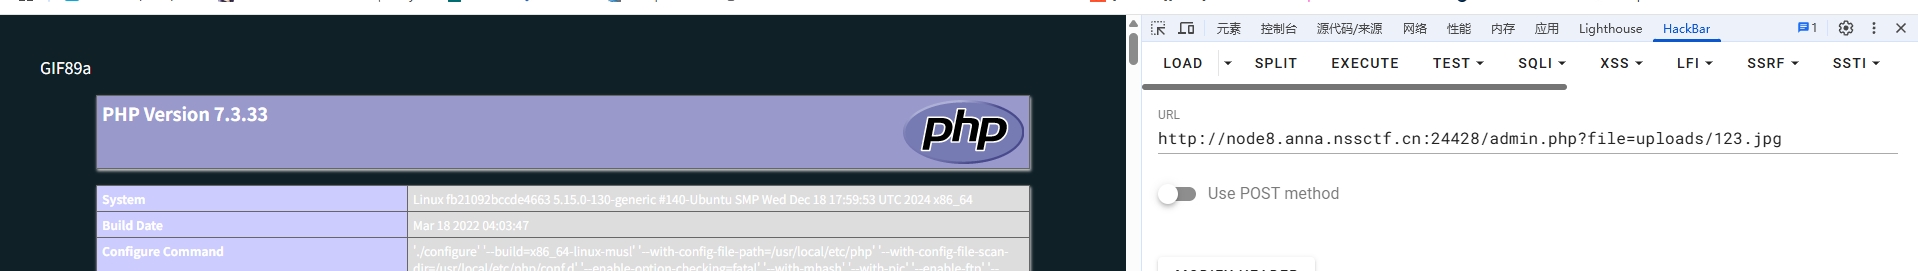 元素 控制台 源代码/来源 网络 性能 内存 应用 Lighthouse HackBar 1
LOAD SPLIT EXECUTE TEST SQLI XSS LFI SSRF SSTI
URL
http://node8.anna.nssctf.cn:24428/admin.php?file=uploads/123.jpg
Use POST method
GIF89a
PHP Version 7.3.33
php
System Linux fb21092bccde4663 5.15.0-130-generic #140-Ubuntu SMP Wed Dec 18 17:59:53 UTC 2024 x86_64
Build Date Mar 18 2022 04:03:47
Configure Command './configure' '--build=x86_64-linux-musl' '--with-config-file-path=/usr/local/etc/php' '--with-config-file-scan-
dir=/usr/local/etc/php/conf.d' '--enable-option-checking=fatal' '--with-mhash' '--with-pic' '--enable-ftp' '--